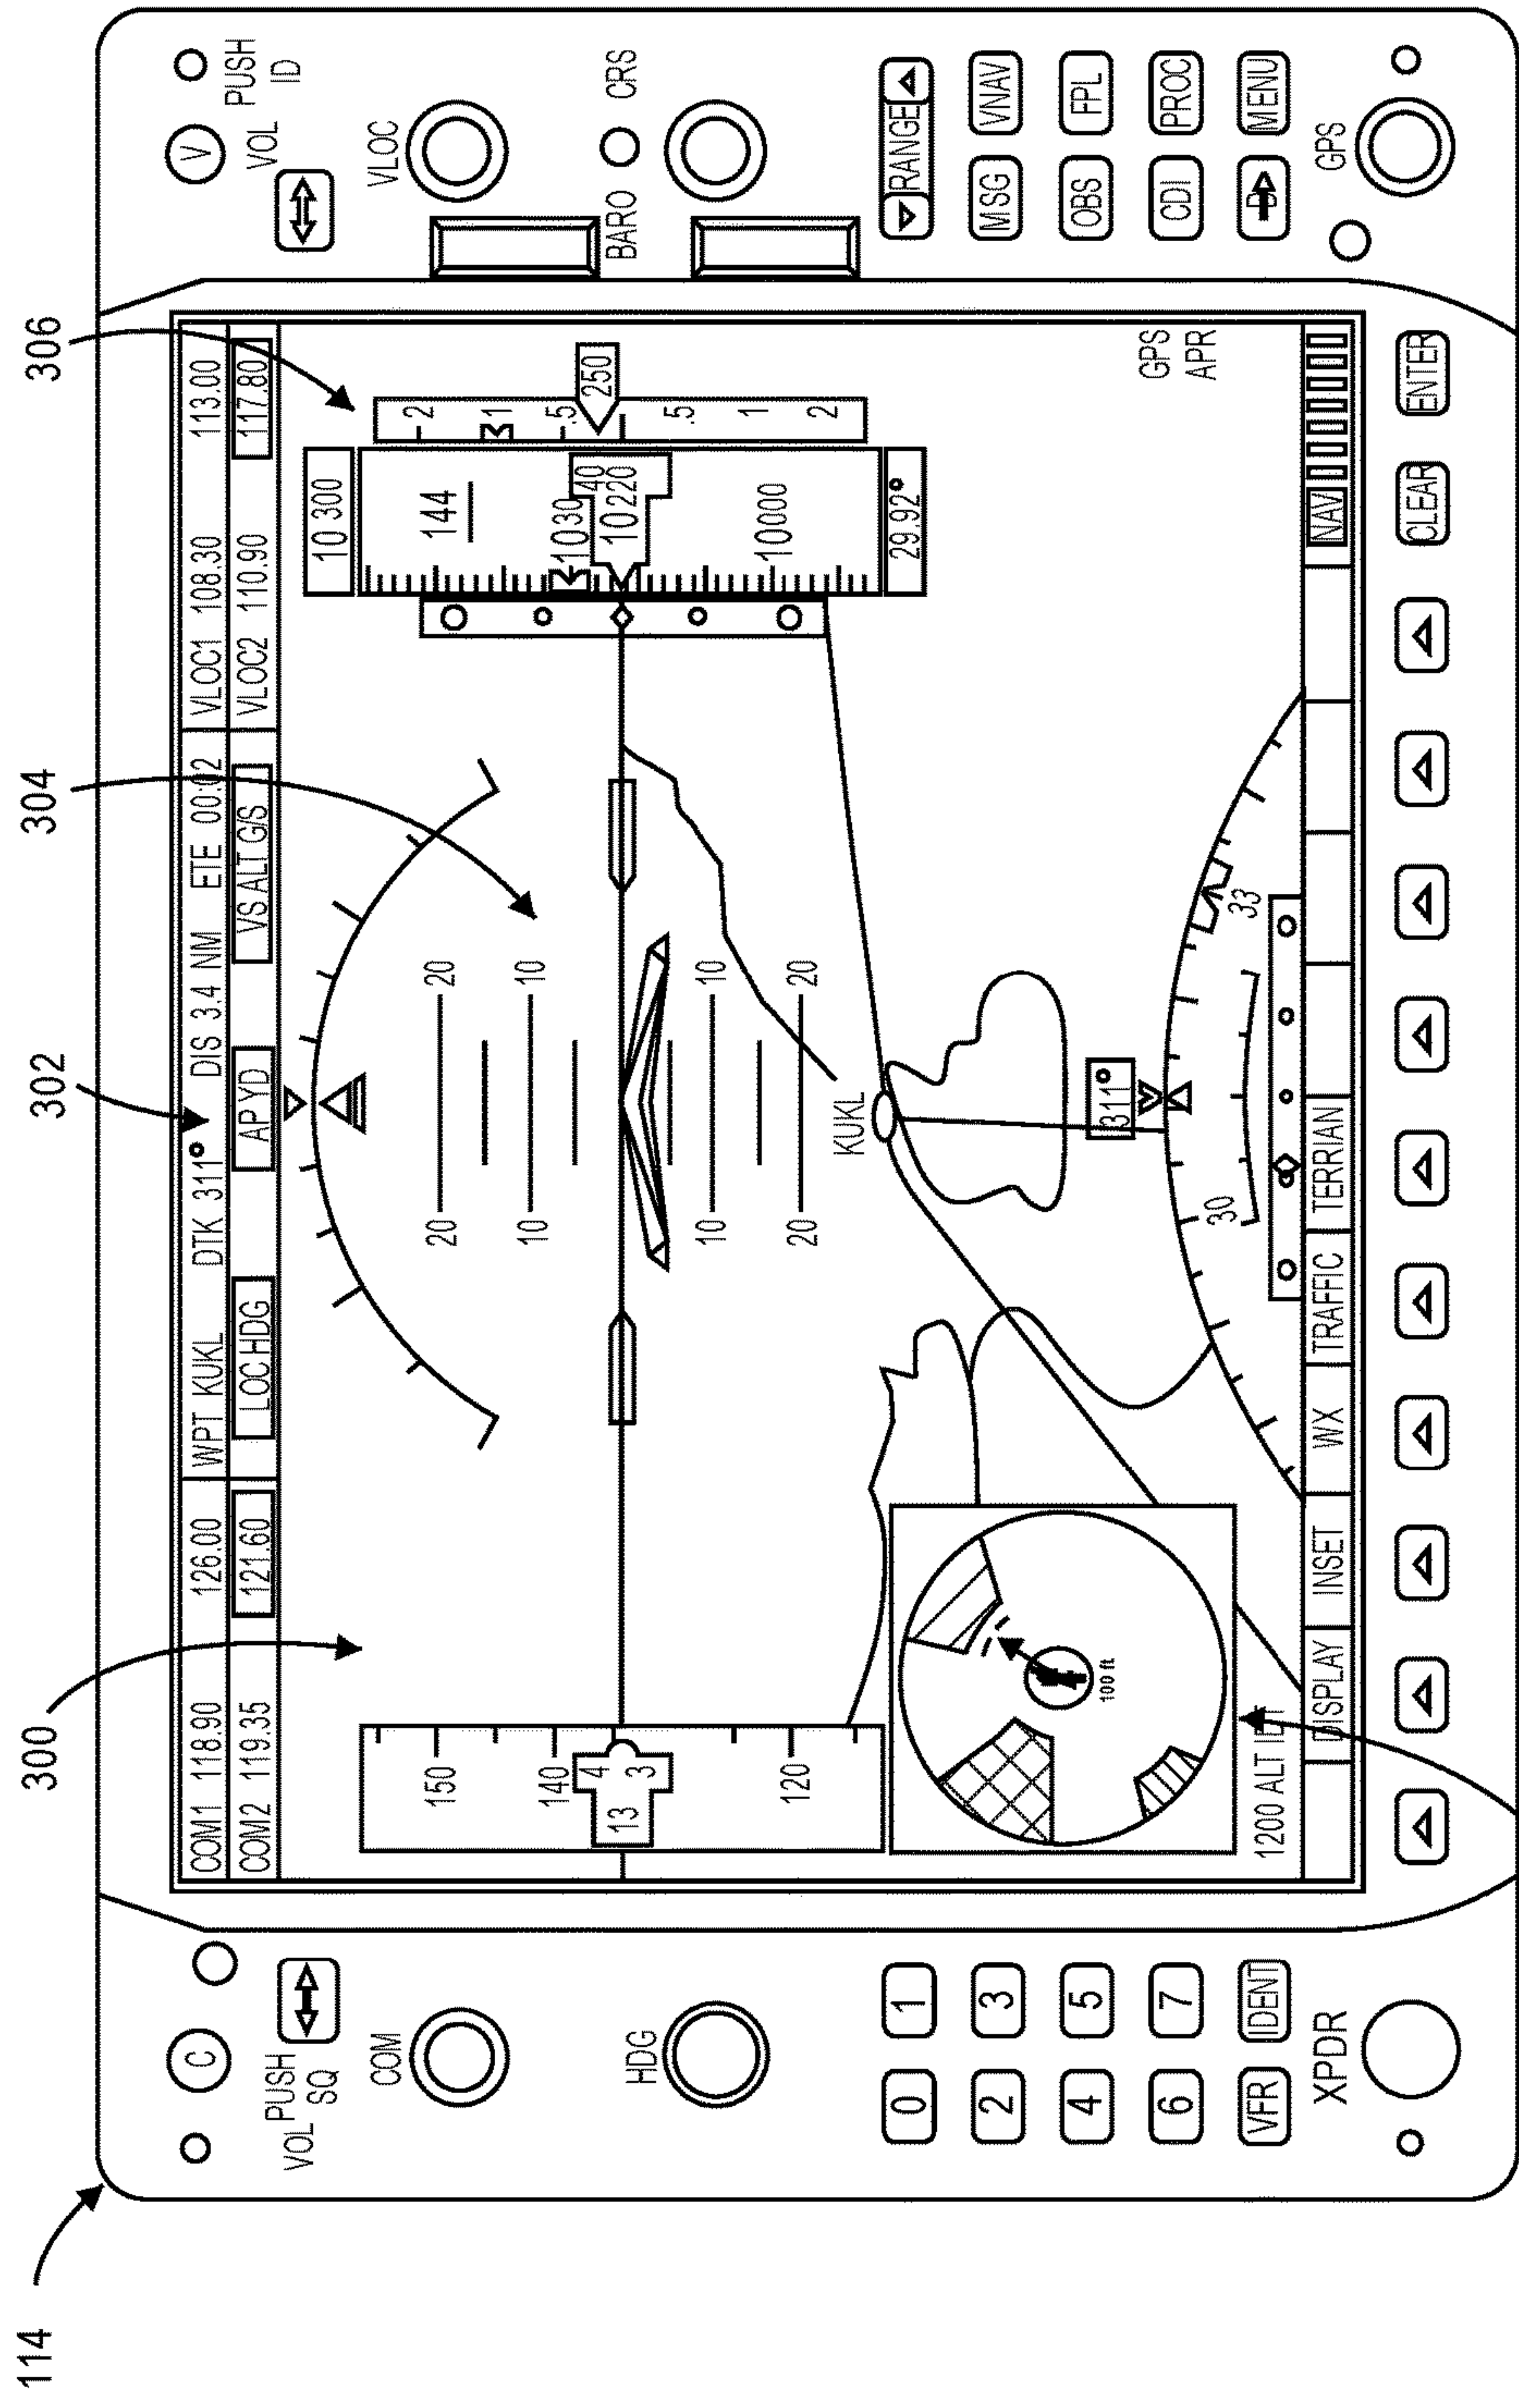 114
300
302
304
306
C
VOL PUSH
SQ
COM
HDG
0 1
2 3
4 5
6 7
VFR IDENT
XPDR
COM1 118.90 126.00 WPT KUKL DTK 311° DIS 3.4 NM ETE 00:02 VLOC1 108.30 113.00
COM2 119.35 121.60 LOC HDG AP YD VS ALT G/S VLOC2 110.90 117.80
150
140
13 4
3
120
20 20
10 10
10 10
20 20
10 300
144
1030
10 220
40
10000
29.92°
2
1
.5
250
.5
1
2
KUKL
311°
30 33
100 ft
GPS
APR
DISPLAY INSET WX TRAFFIC TERRIAN NAV
CLEAR ENTER
V
VOL PUSH
ID
VLOC
BARO CRS
RANGE
MSG VNAV
OBS FPL
CDI PROC
D MENU
GPS